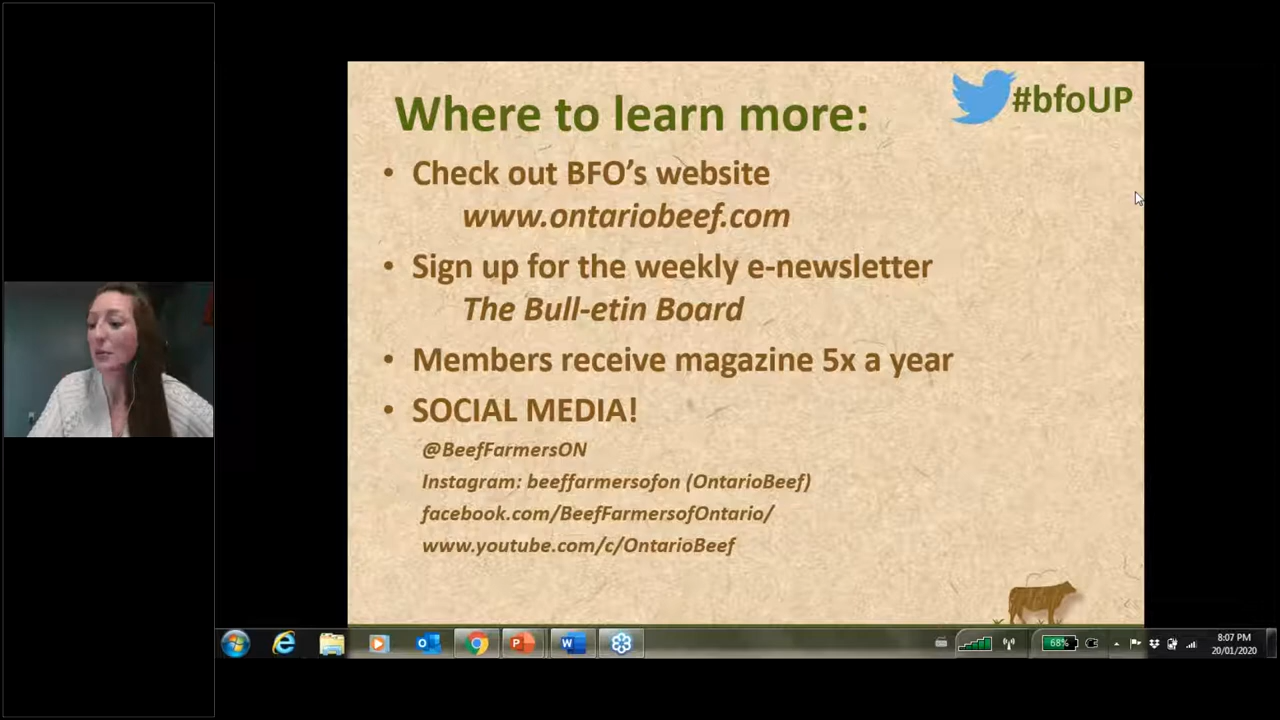 #bfoUP
Where to learn more:
• Check out BFO's website
www.ontariobeef.com
• Sign up for the weekly e-newsletter
The Bull-etin Board
• Members receive magazine 5x a year
• SOCIAL MEDIA!
@BeefFarmersON
Instagram: beeffarmersofon (OntarioBeef)
facebook.com/BeefFarmersofOntario/
www.youtube.com/c/OntarioBeef
68%
8:07 PM
20/01/2020